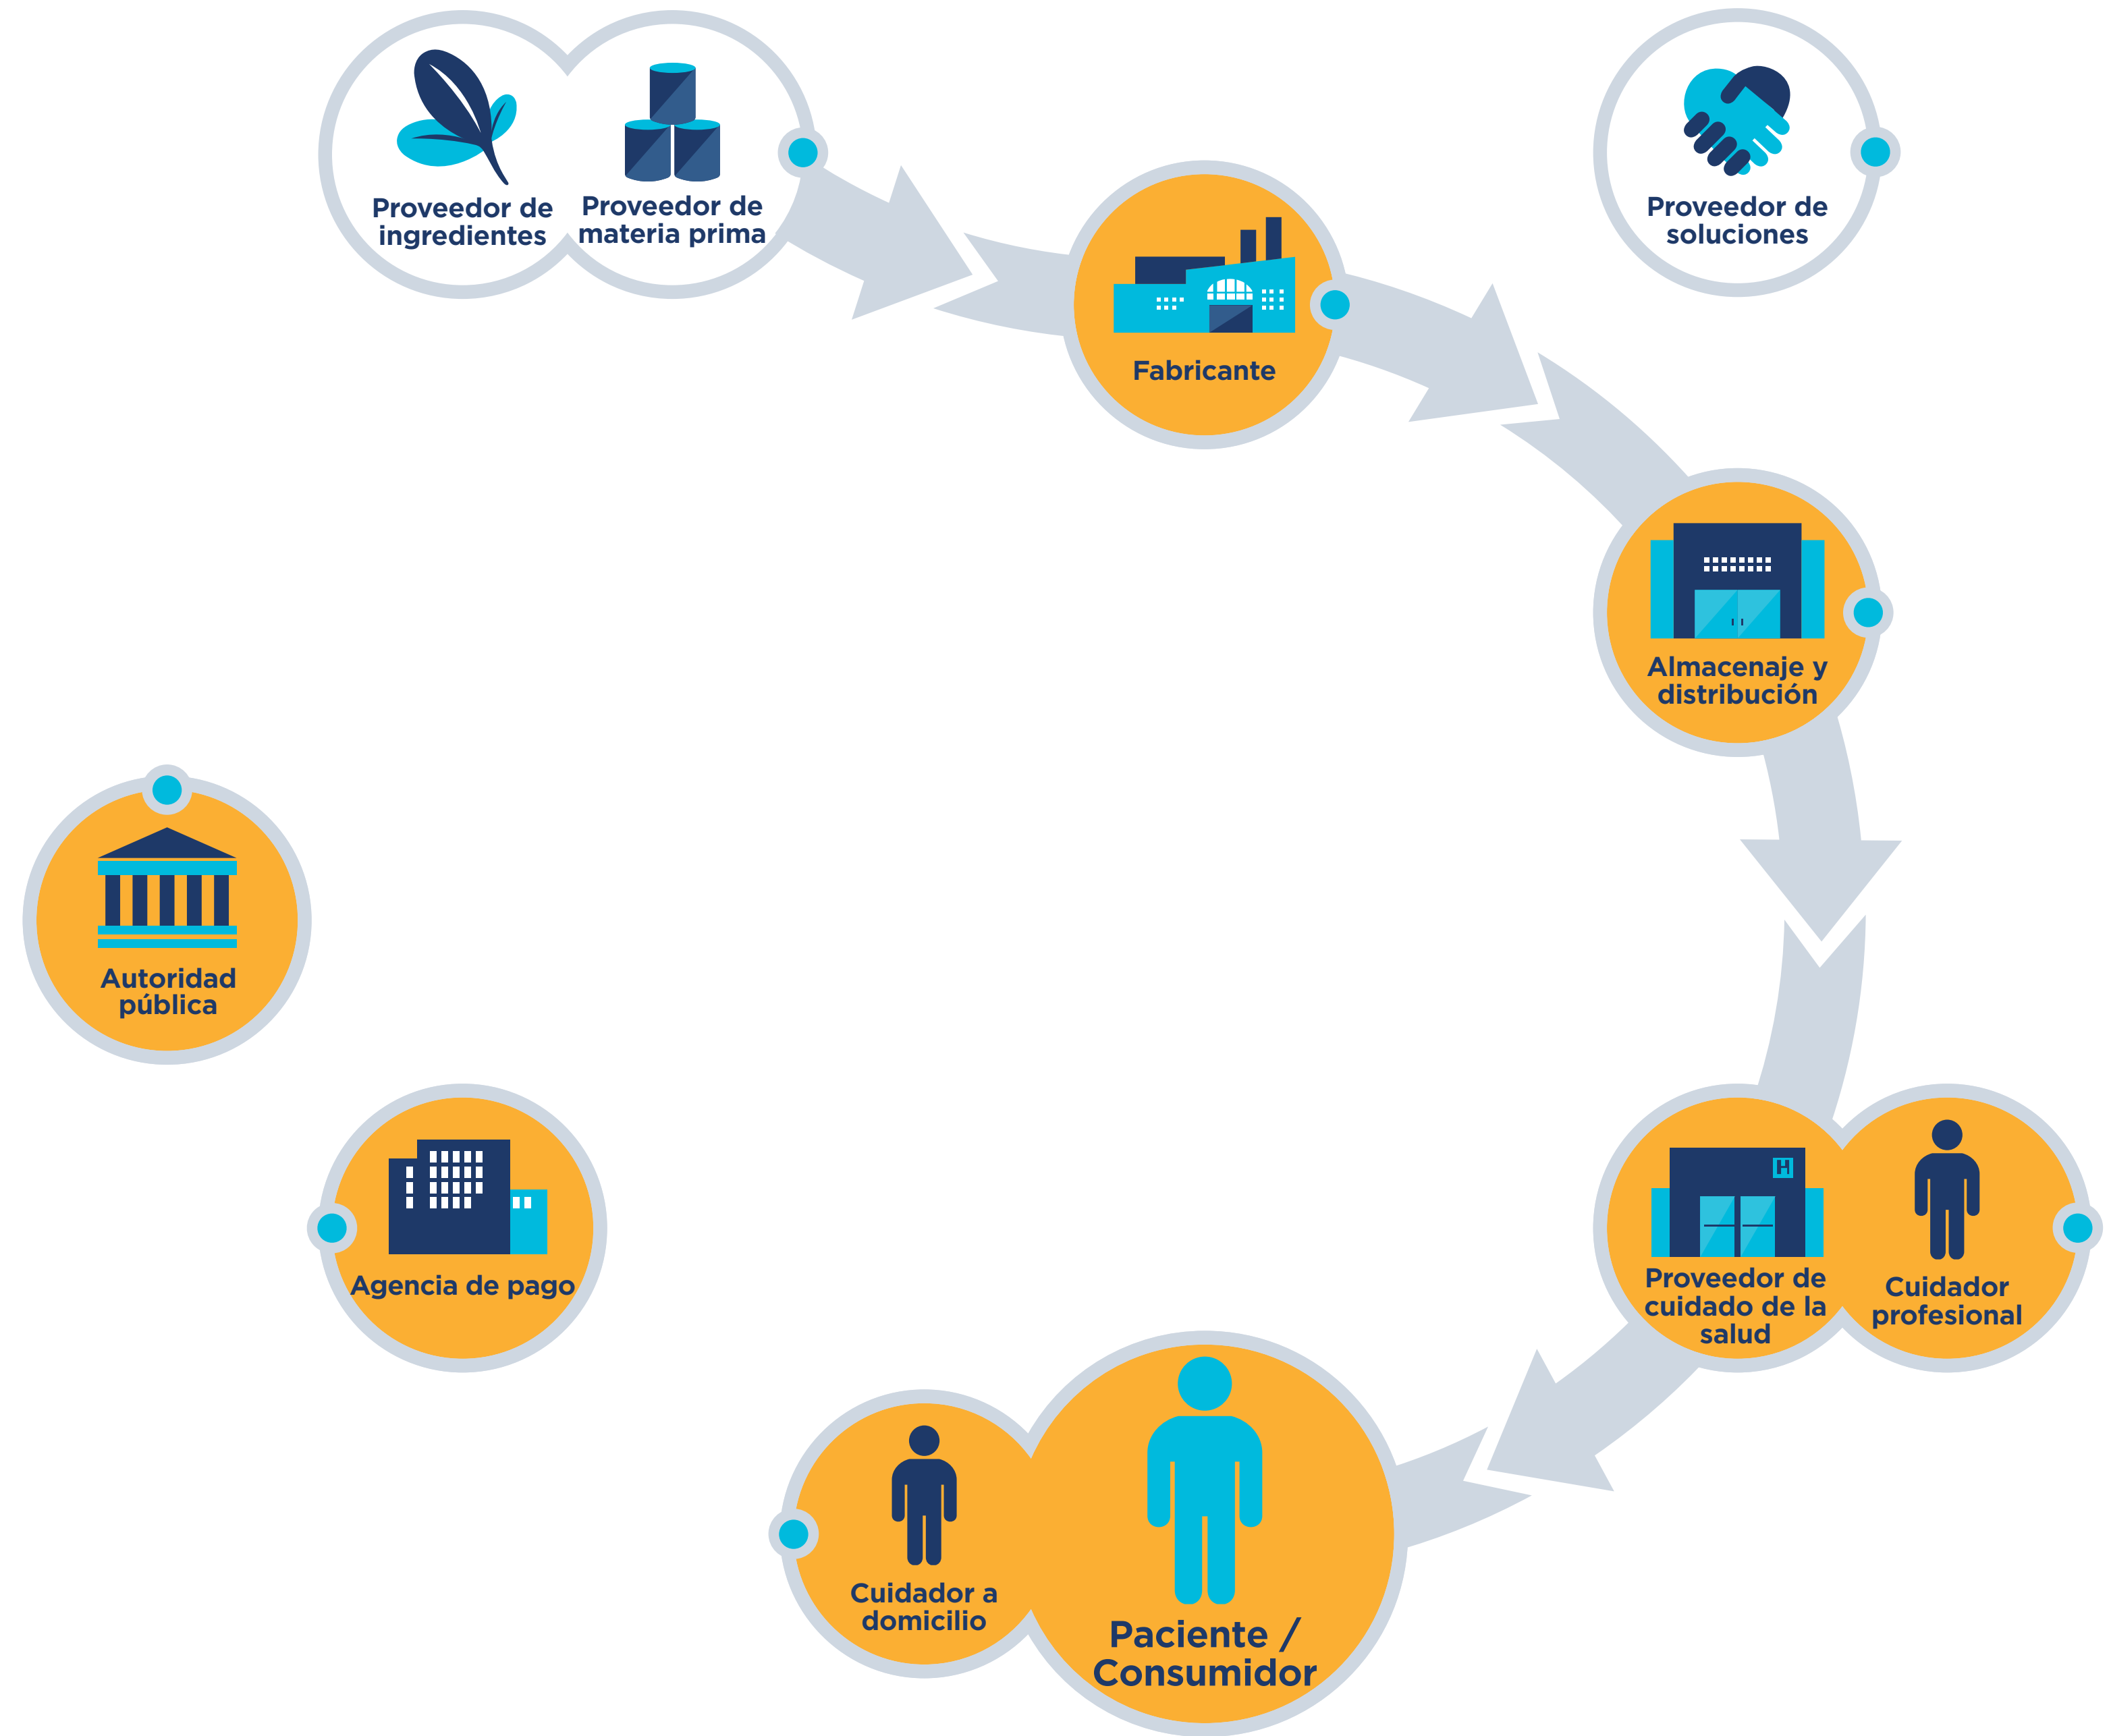 Proveedor de
ingredientes
Proveedor de
materia prima
Proveedor de
soluciones
Fabricante
Almacenaje y
distribución
Autoridad
pública
Agencia de pago
H
Proveedor de
cuidado de la
salud
Cuidador
profesional
Cuidador a
domicilio
Paciente /
Consumidor